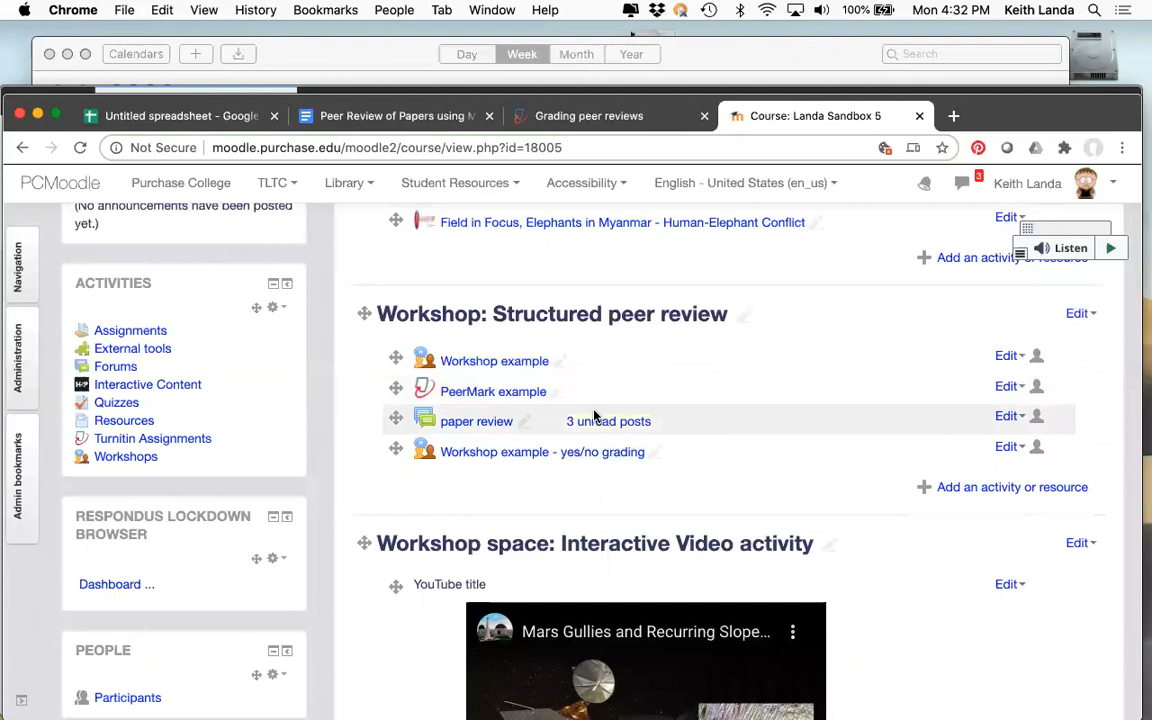 Chrome File Edit View History Bookmarks People Tab Window Help 100% Mon 4:32 PM Keith Landa
Calendars + Day Week Month Year Search
Untitled spreadsheet - Google Peer Review of Papers using M Grading peer reviews Course: Landa Sandbox 5
Not Secure moodle.purchase.edu/moodle2/course/view.php?id=18005
PCMoodle Purchase College TLTC Library Student Resources Accessibility English - United States (en_us) 3 Keith Landa
(No announcements have been posted yet.)
Field in Focus, Elephants in Myanmar - Human-Elephant Conflict Edit
Listen
Add an activity or resource
Navigation
Administration
Admin bookmarks
ACTIVITIES
Assignments
External tools
Forums
H5P Interactive Content
Quizzes
Resources
Turnitin Assignments
Workshops
RESPONDUS LOCKDOWN
BROWSER
Dashboard ...
PEOPLE
Participants
Workshop: Structured peer review Edit
Workshop example Edit
PeerMark example Edit
paper review 3 unread posts Edit
Workshop example - yes/no grading Edit
Add an activity or resource
Workshop space: Interactive Video activity Edit
YouTube title Edit
Mars Gullies and Recurring Slope...